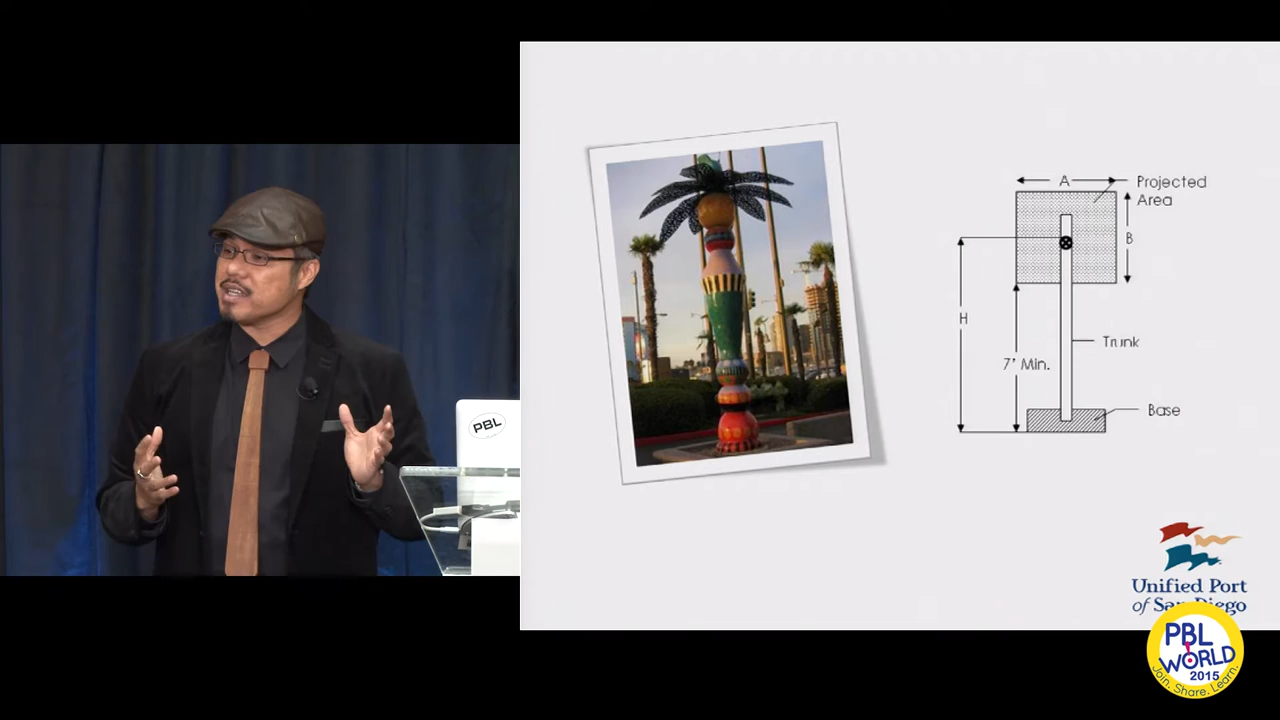 PBL
A
Projected
Area
B
H
Trunk
7' Min.
Base
Unified Port
of San Diego
PBL
WORLD
2015
Join. Share. Learn.